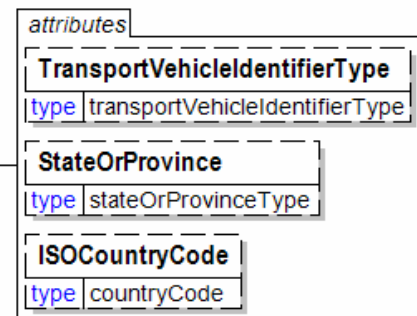 attributes
TransportVehicleIdentifierType
type transportVehicleIdentifierType
StateOrProvince
type stateOrProvinceType
ISOCountryCode
type countryCode